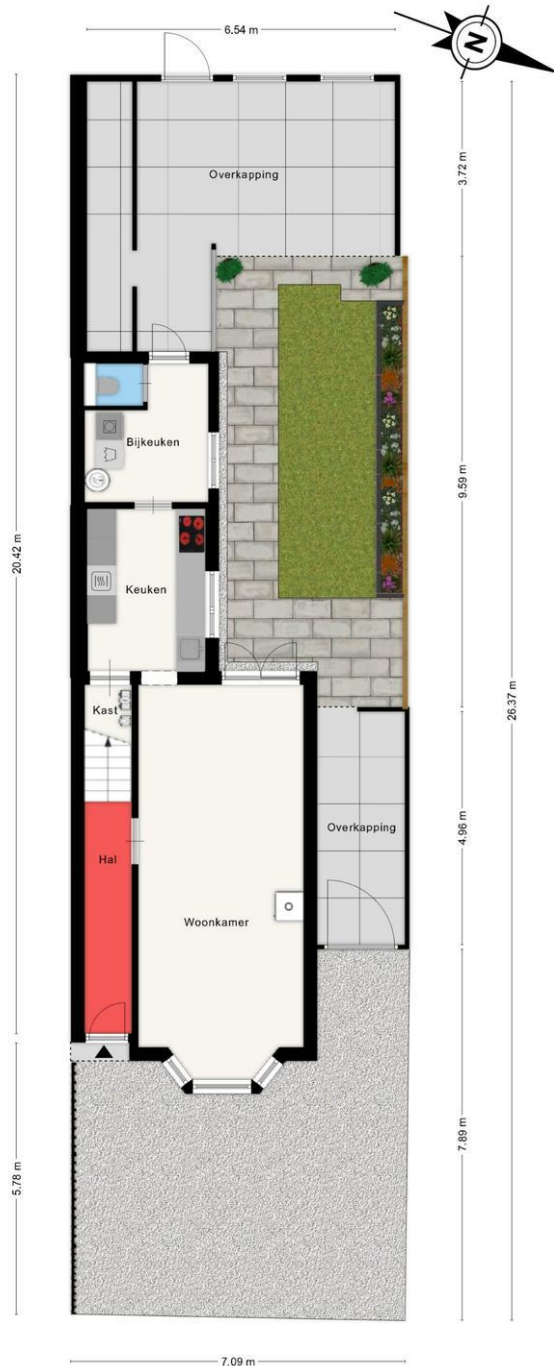 6.54 m
N
Overkapping
3.72 m
Bijkeuken
9.59 m
20.42 m
Keuken
Kast
26.37 m
Overkapping
4.96 m
Hal
Woonkamer
7.89 m
5.78 m
7.09 m